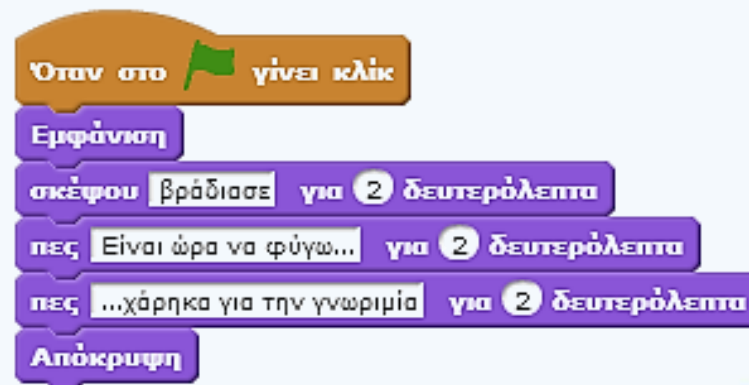 Όταν στο γίνει κλίκ
Εμφάνιση
σκέψου βράδιασε για 2 δευτερόλεπτα
πες Είναι ώρα να φύγω... για 2 δευτερόλεπτα
πες ...χάρηκα για την γνωριμία για 2 δευτερόλεπτα
Απόκρυψη